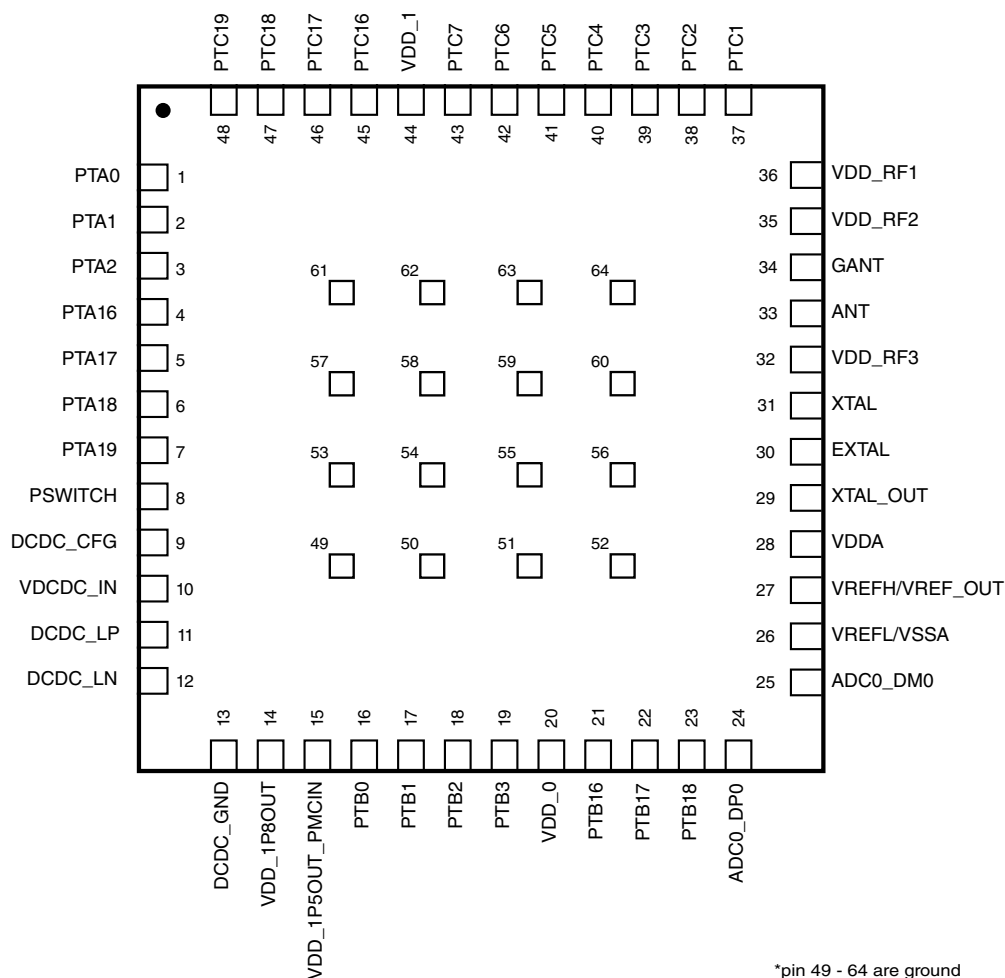 PTC19 PTC18 PTC17 PTC16 VDD_1 PTC7 PTC6 PTC5 PTC4 PTC3 PTC2 PTC1
48 47 46 45 44 43 42 41 40 39 38 37
PTA0 1
PTA1 2
PTA2 3
PTA16 4
PTA17 5
PTA18 6
PTA19 7
PSWITCH 8
DCDC_CFG 9
VDCDC_IN 10
DCDC_LP 11
DCDC_LN 12
61 62 63 64
57 58 59 60
53 54 55 56
49 50 51 52
36 VDD_RF1
35 VDD_RF2
34 GANT
33 ANT
32 VDD_RF3
31 XTAL
30 EXTAL
29 XTAL_OUT
28 VDDA
27 VREFH/VREF_OUT
26 VREFL/VSSA
25 ADC0_DM0
13 14 15 16 17 18 19 20 21 22 23 24
DCDC_GND VDD_1P8OUT VDD_1P5OUT_PMCIN PTB0 PTB1 PTB2 PTB3 VDD_0 PTB16 PTB17 PTB18 ADC0_DP0
*pin 49 - 64 are ground